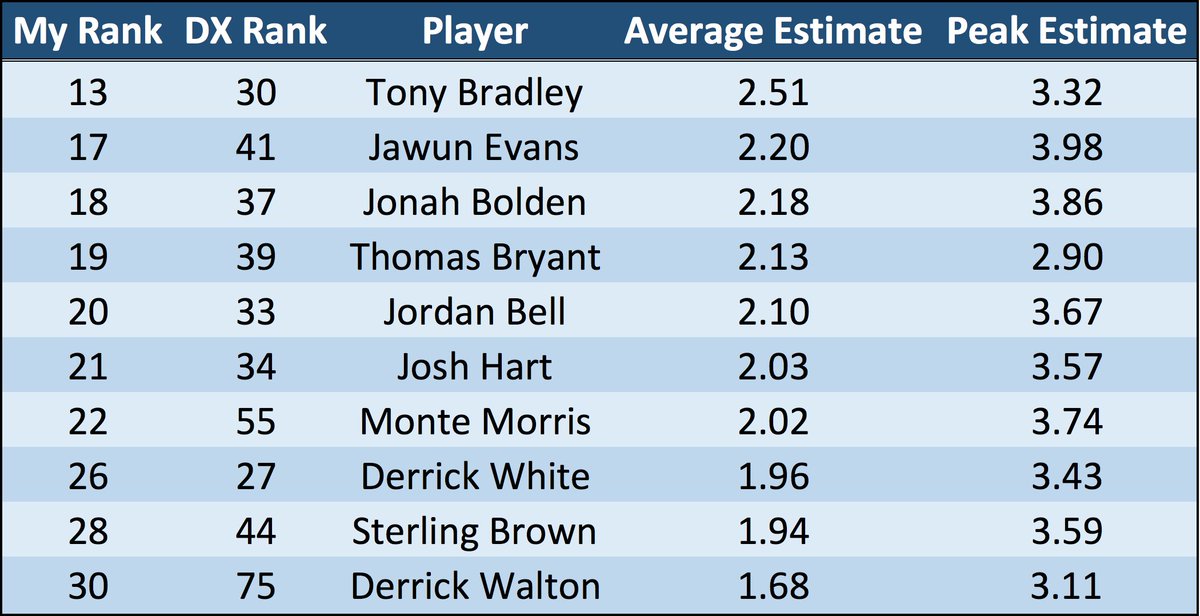 My Rank DX Rank Player Average Estimate Peak Estimate
13 30 Tony Bradley 2.51 3.32
17 41 Jawun Evans 2.20 3.98
18 37 Jonah Bolden 2.18 3.86
19 39 Thomas Bryant 2.13 2.90
20 33 Jordan Bell 2.10 3.67
21 34 Josh Hart 2.03 3.57
22 55 Monte Morris 2.02 3.74
26 27 Derrick White 1.96 3.43
28 44 Sterling Brown 1.94 3.59
30 75 Derrick Walton 1.68 3.11